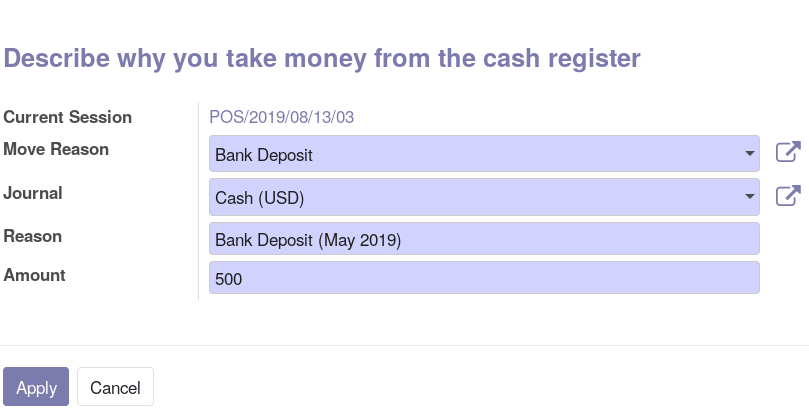 Describe why you take money from the cash register
Current Session POS/2019/08/13/03
Move Reason Bank Deposit
Journal Cash (USD)
Reason Bank Deposit (May 2019)
Amount 500
Apply Cancel